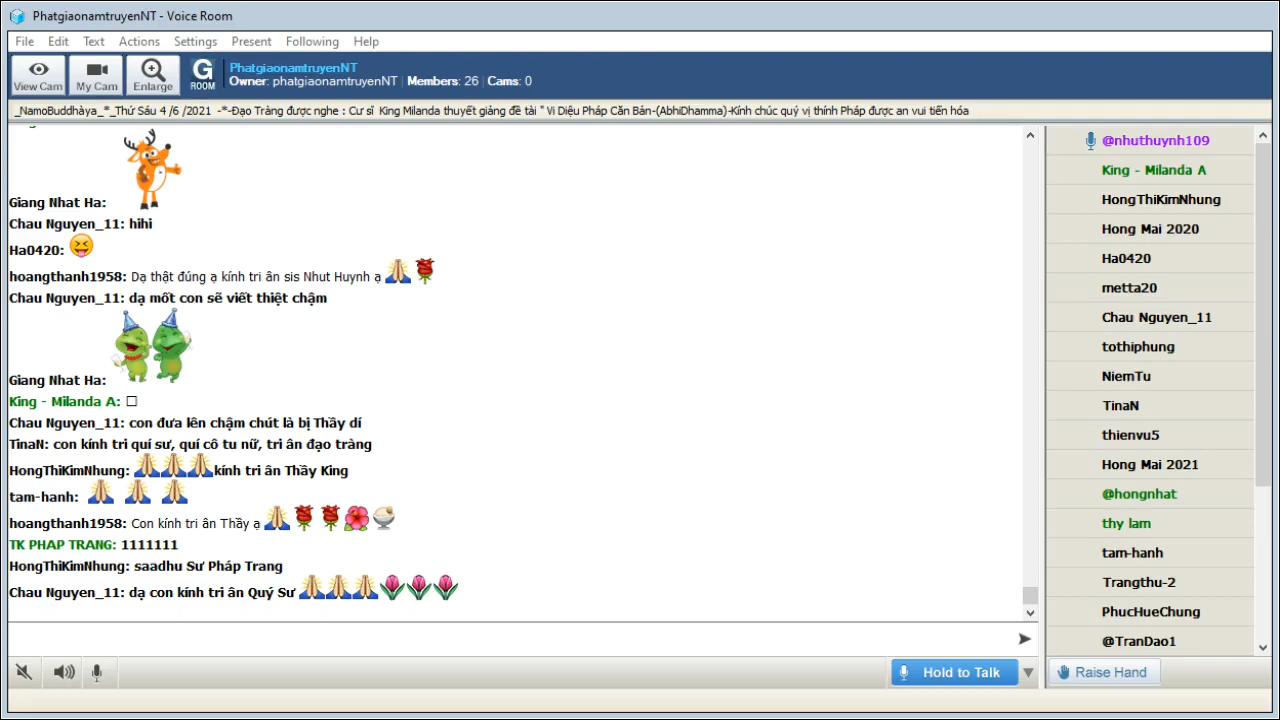 PhatgiaonamtruyenNT - Voice Room
File Edit Text Actions Settings Present Following Help
View Cam My Cam Enlarge G ROOM
PhatgiaonamtruyenNT
Owner: phatgiaonamtruyenNT | Members: 26 | Cams: 0
_NamoBuddhàya_*_Thứ Sáu 4 /6 /2021 -*-Đạo Tràng được nghe : Cư sĩ King Milanda thuyết giảng đề tài " Vi Diệu Pháp Căn Bản-(AbhiDhamma)-Kính chúc quý vị thính Pháp được an vui tiến hóa
Giang Nhat Ha:
Chau Nguyen_11: hihi
Ha0420:
hoangthanh1958: Dạ thật đúng ạ kính tri ân sis Nhut Huynh ạ
Chau Nguyen_11: dạ mốt con sẽ viết thiệt chậm
Giang Nhat Ha:
King - Milanda A: □
Chau Nguyen_11: con đưa lên chậm chút là bị Thầy dí
TinaN: con kính tri quí sư, quí cô tu nữ, tri ân đạo tràng
HongThiKimNhung: kính tri ân Thầy King
tam-hanh:
hoangthanh1958: Con kính tri ân Thầy ạ
TK PHAP TRANG: 1111111
HongThiKimNhung: saadhu Sư Pháp Trang
Chau Nguyen_11: dạ con kính tri ân Quý Sư
@nhuthuynh109
King - Milanda A
HongThiKimNhung
Hong Mai 2020
Ha0420
metta20
Chau Nguyen_11
tothiphung
NiemTu
TinaN
thienvu5
Hong Mai 2021
@hongnhat
thy lam
tam-hanh
Trangthu-2
PhucHueChung
@TranDao1
Hold to Talk
Raise Hand